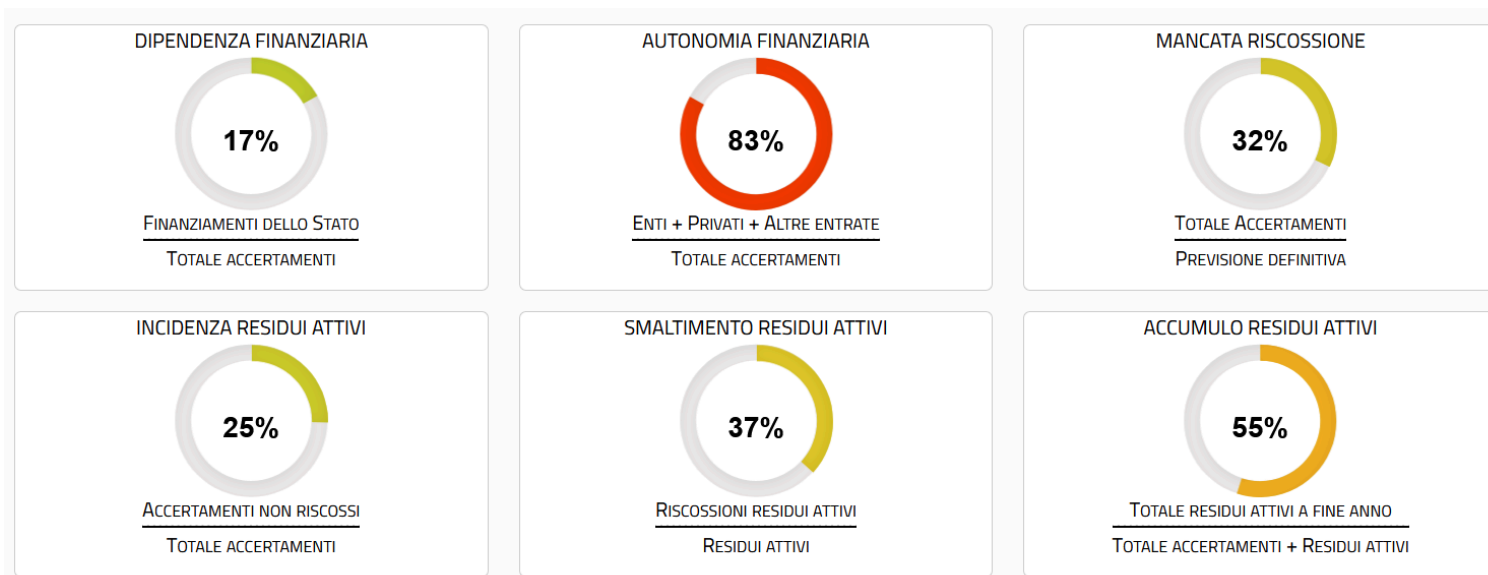 DIPENDENZA FINANZIARIA
17%
FINANZIAMENTI DELLO STATO
TOTALE ACCERTAMENTI
AUTONOMIA FINANZIARIA
83%
ENTI + PRIVATI + ALTRE ENTRATE
TOTALE ACCERTAMENTI
MANCATA RISCOSSIONE
32%
TOTALE ACCERTAMENTI
PREVISIONE DEFINITIVA
INCIDENZA RESIDUI ATTIVI
25%
ACCERTAMENTI NON RISCOSSI
TOTALE ACCERTAMENTI
SMALTIMENTO RESIDUI ATTIVI
37%
RISCOSSIONI RESIDUI ATTIVI
RESIDUI ATTIVI
ACCUMULO RESIDUI ATTIVI
55%
TOTALE RESIDUI ATTIVI A FINE ANNO
TOTALE ACCERTAMENTI + RESIDUI ATTIVI